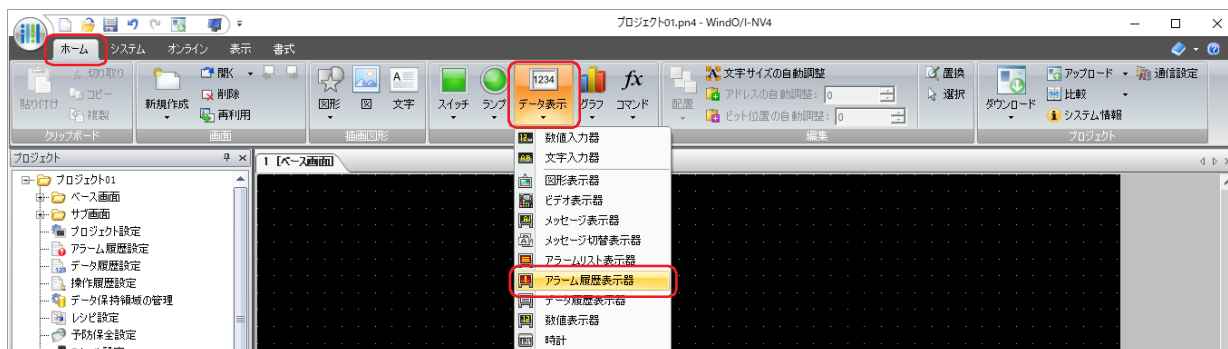 プロジェクト01.pn4 - WindO/I-NV4
ホーム システム オンライン 表示 書式
貼り付け 切り取り コピー 複製 クリップボード
新規作成 開く 削除 再利用 画面
図形 図 文字 描画図形
スイッチ ランプ 1234 データ表示 グラフ fx コマンド
配置 文字サイズの自動調整 アドレスの自動調整: 0 ビット位置の自動調整: 0 置換 選択 編集
ダウンロード アップロード 比較 システム情報 通信設定 プロジェクト
プロジェクト
1 [ベース画面]
プロジェクト01
ベース画面
サブ画面
プロジェクト設定
アラーム履歴設定
データ履歴設定
操作履歴設定
データ保持領域の管理
レシピ設定
予防保全設定
数値入力器
文字入力器
図形表示器
ビデオ表示器
メッセージ表示器
メッセージ切替表示器
アラームリスト表示器
アラーム履歴表示器
データ履歴表示器
数値表示器
時計